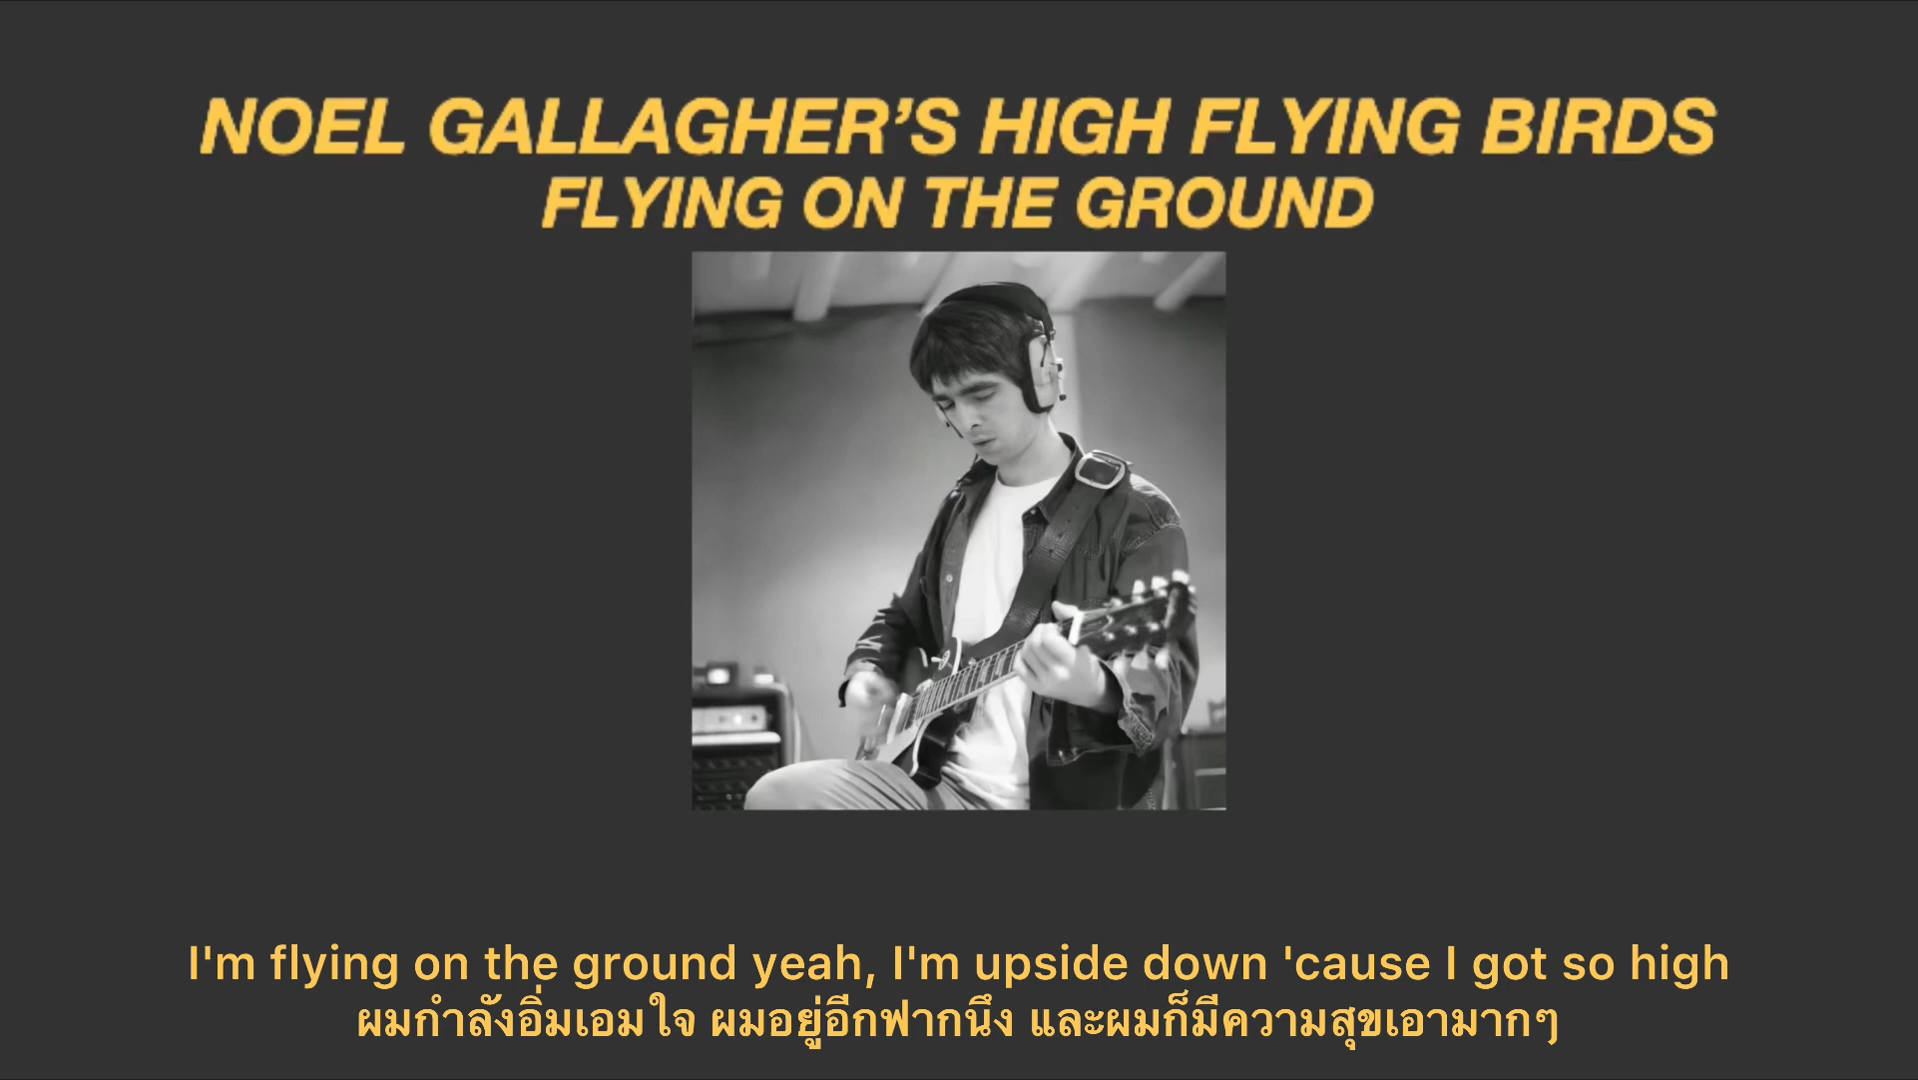 NOEL GALLAGHER’S HIGH FLYING BIRDS
FLYING ON THE GROUND
I'm flying on the ground yeah, I'm upside down 'cause I got so high
ผมกำลังอิ่มเอมใจ ผมอยู่อีกฟากนึง และผมก็มีความสุขเอามากๆ